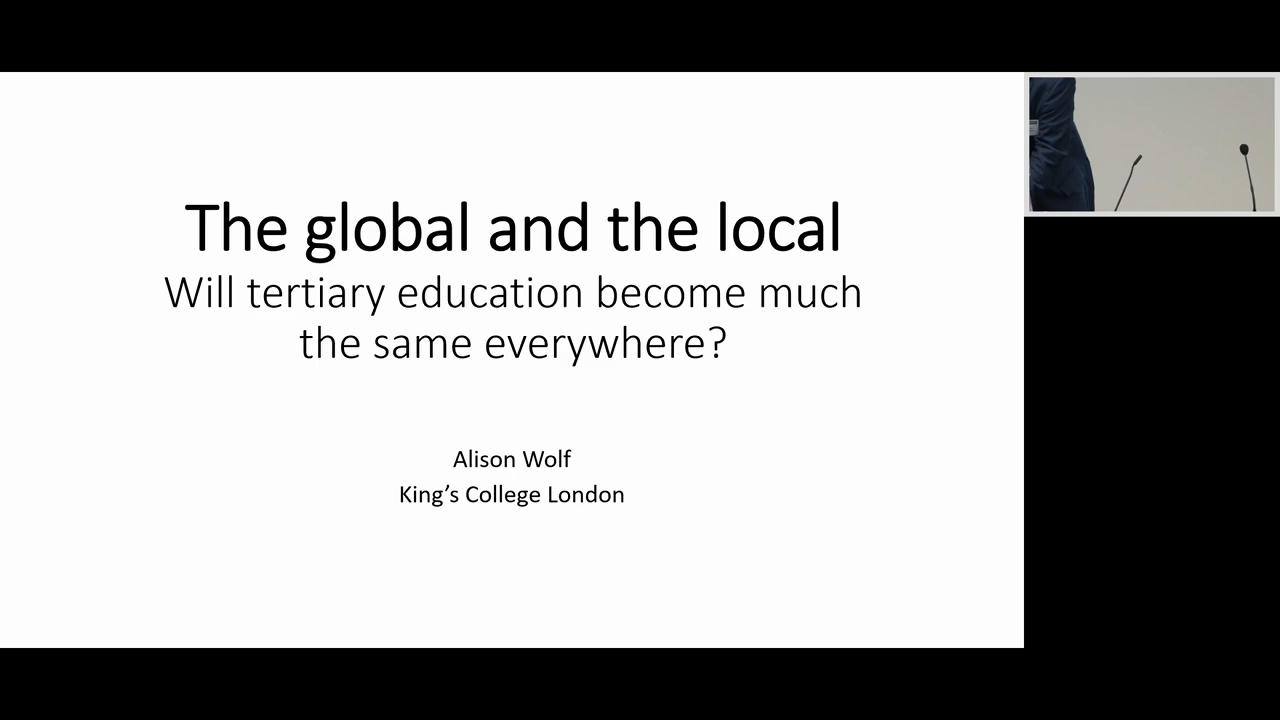 The global and the local
Will tertiary education become much
the same everywhere?
Alison Wolf
King's College London